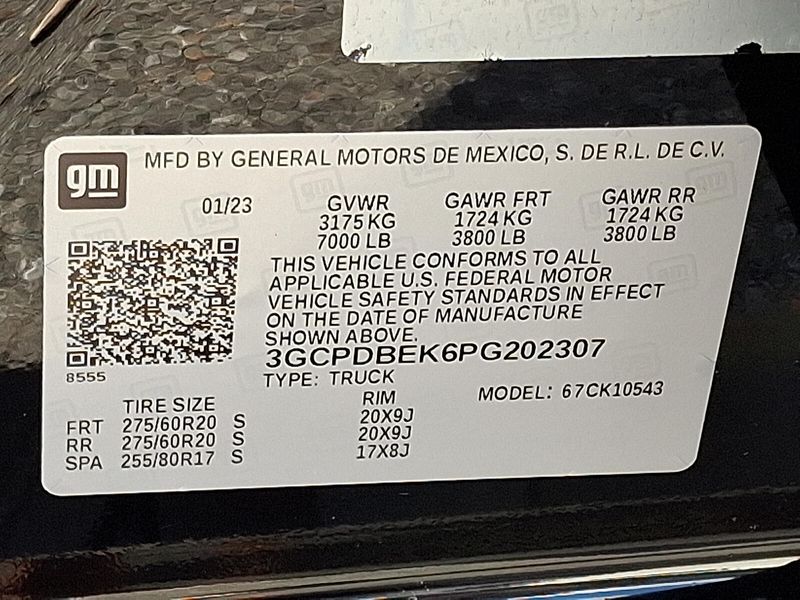 gm
MFD BY GENERAL MOTORS DE MEXICO, S. DE R.L. DE C.V.
01/23 GVWR GAWR FRT GAWR RR
3175 KG 1724 KG 1724 KG
7000 LB 3800 LB 3800 LB
THIS VEHICLE CONFORMS TO ALL
APPLICABLE U.S. FEDERAL MOTOR
VEHICLE SAFETY STANDARDS IN EFFECT
ON THE DATE OF MANUFACTURE
SHOWN ABOVE.
3GCPDBEK6PG202307
8555
TYPE: TRUCK MODEL: 67CK10543
TIRE SIZE RIM
FRT 275/60R20 S 20X9J
RR 275/60R20 S 20X9J
SPA 255/80R17 S 17X8J